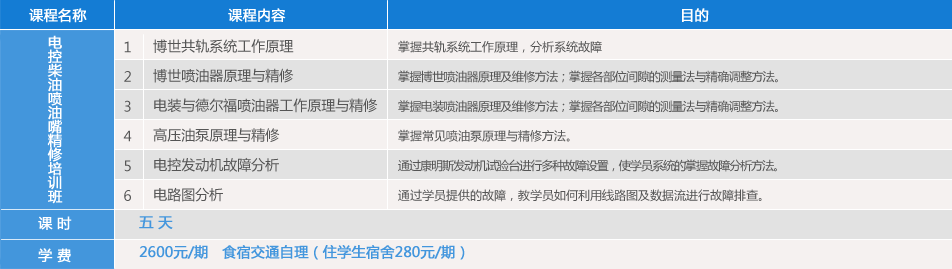 课程名称 课程内容 目的
电控柴油喷油嘴精修培训班
1 博世共轨系统工作原理 掌握共轨系统工作原理，分析系统故障
2 博世喷油器原理与精修 掌握博世喷油器原理及维修方法；掌握各部位间隙的测量法与精确调整方法。
3 电装与德尔福喷油器工作原理与精修 掌握电装喷油器原理及维修方法；掌握各部位间隙的测量法与精确调整方法。
4 高压油泵原理与精修 掌握常见喷油泵原理与精修方法。
5 电控发动机故障分析 通过康明斯发动机试验台进行多种故障设置，使学员系统的掌握故障分析方法。
6 电路图分析 通过学员提供的故障，教学员如何利用线路图及数据流进行故障排查。
课时 五天
学费 2600元/期 食宿交通自理（住学生宿舍280元/期）